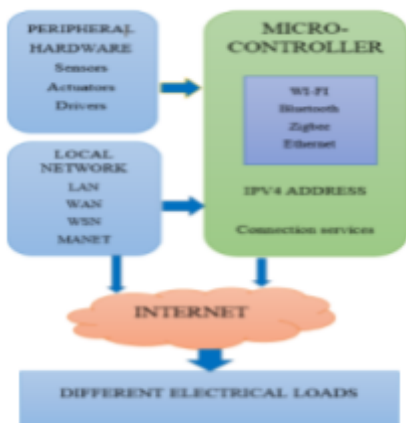 PERIPHERAL
HARDWARE
Sensors
Actuators
Drivers
LOCAL
NETWORK
LAN
WAN
WSN
MANET
MICRO-
CONTROLLER
WI-FI
Bluetooth
Zigbee
Ethernet
IPV4 ADDRESS
Connection services
INTERNET
DIFFERENT ELECTRICAL LOADS